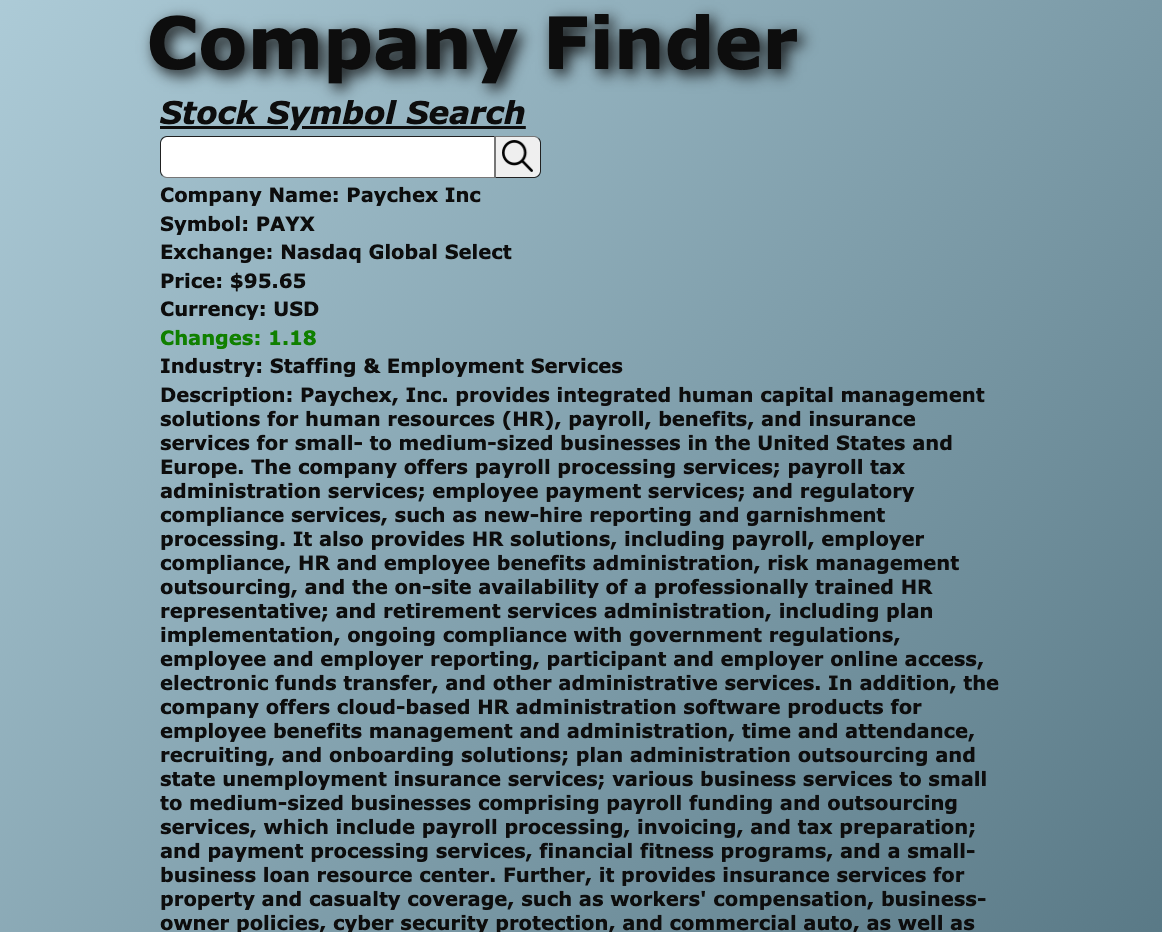 Company Finder
Stock Symbol Search
Company Name: Paychex Inc
Symbol: PAYX
Exchange: Nasdaq Global Select
Price: $95.65
Currency: USD
Changes: 1.18
Industry: Staffing & Employment Services
Description: Paychex, Inc. provides integrated human capital management
solutions for human resources (HR), payroll, benefits, and insurance
services for small- to medium-sized businesses in the United States and
Europe. The company offers payroll processing services; payroll tax
administration services; employee payment services; and regulatory
compliance services, such as new-hire reporting and garnishment
processing. It also provides HR solutions, including payroll, employer
compliance, HR and employee benefits administration, risk management
outsourcing, and the on-site availability of a professionally trained HR
representative; and retirement services administration, including plan
implementation, ongoing compliance with government regulations,
employee and employer reporting, participant and employer online access,
electronic funds transfer, and other administrative services. In addition, the
company offers cloud-based HR administration software products for
employee benefits management and administration, time and attendance,
recruiting, and onboarding solutions; plan administration outsourcing and
state unemployment insurance services; various business services to small
to medium-sized businesses comprising payroll funding and outsourcing
services, which include payroll processing, invoicing, and tax preparation;
and payment processing services, financial fitness programs, and a small-
business loan resource center. Further, it provides insurance services for
property and casualty coverage, such as workers' compensation, business-
owner policies, cyber security protection, and commercial auto, as well as